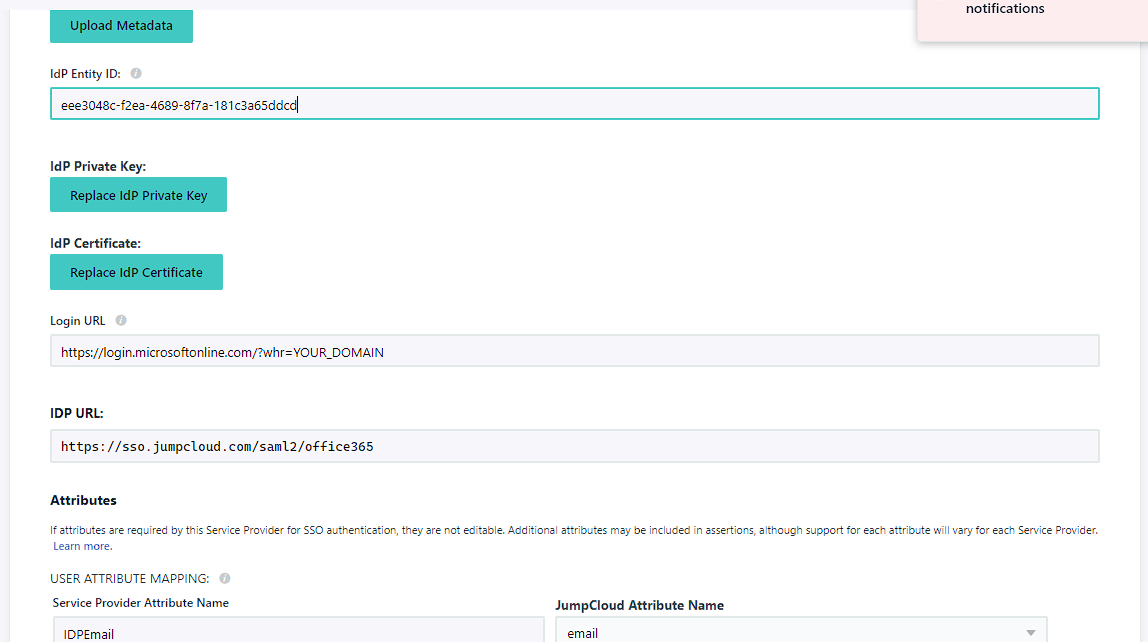 notifications
Upload Metadata
IdP Entity ID: i
eee3048c-f2ea-4689-8f7a-181c3a65ddcd
IdP Private Key:
Replace IdP Private Key
IdP Certificate:
Replace IdP Certificate
Login URL i
https://login.microsoftonline.com/?whr=YOUR_DOMAIN
IDP URL:
https://sso.jumpcloud.com/saml2/office365
Attributes
If attributes are required by this Service Provider for SSO authentication, they are not editable. Additional attributes may be included in assertions, although support for each attribute will vary for each Service Provider.
Learn more.
USER ATTRIBUTE MAPPING: i
Service Provider Attribute Name
JumpCloud Attribute Name
IDPEmail
email